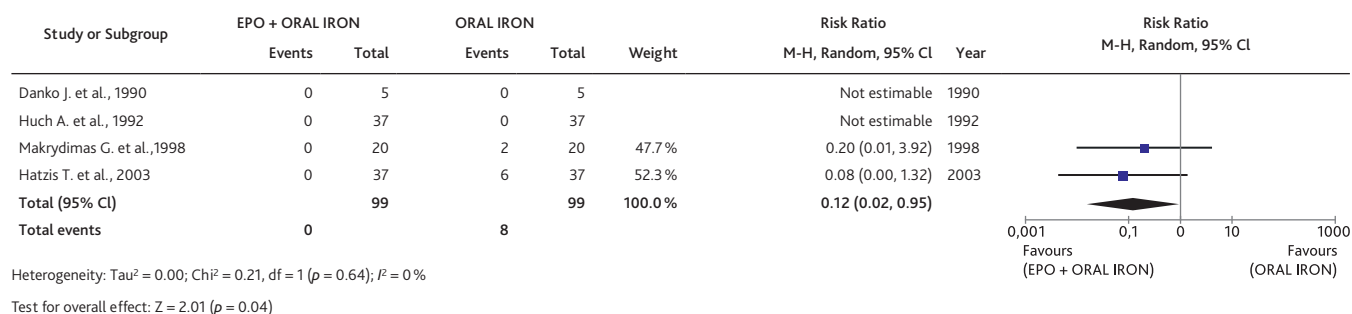 Study or Subgroup EPO + ORAL IRON ORAL IRON Risk Ratio Risk Ratio
Events Total Events Total Weight M-H, Random, 95% Cl Year M-H, Random, 95% Cl
Danko J. et al., 1990 0 5 0 5 Not estimable 1990
Huch A. et al., 1992 0 37 0 37 Not estimable 1992
Makrydimas G. et al.,1998 0 20 2 20 47.7 % 0.20 (0.01, 3.92) 1998
Hatzis T. et al., 2003 0 37 6 37 52.3 % 0.08 (0.00, 1.32) 2003
Total (95% Cl) 99 99 100.0 % 0.12 (0.02, 0.95)
Total events 0 8
0,001 0,1 0 10 1000
Favours Favours
(EPO + ORAL IRON) (ORAL IRON)
Heterogeneity: Tau² = 0.00; Chi² = 0.21, df = 1 (p = 0.64); I² = 0 %
Test for overall effect: Z = 2.01 (p = 0.04)